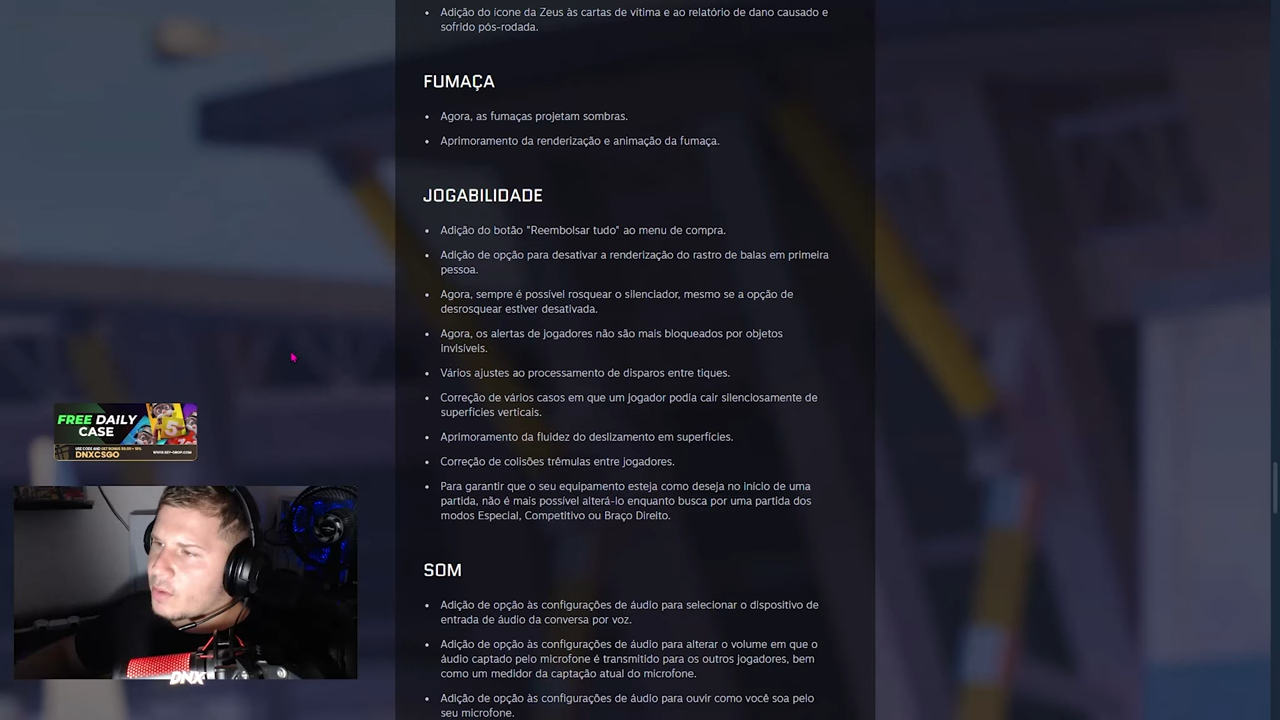 Adição do ícone da Zeus às cartas de vítima e ao relatório de dano causado e
sofrido pós-rodada.
FUMAÇA
Agora, as fumaças projetam sombras.
Aprimoramento da renderização e animação da fumaça.
JOGABILIDADE
Adição do botão "Reembolsar tudo" ao menu de compra.
Adição de opção para desativar a renderização do rastro de balas em primeira
pessoa.
Agora, sempre é possível rosquear o silenciador, mesmo se a opção de
desrosquear estiver desativada.
Agora, os alertas de jogadores não são mais bloqueados por objetos
invisíveis.
Vários ajustes ao processamento de disparos entre tiques.
Correção de vários casos em que um jogador podia cair silenciosamente de
superfícies verticais.
Aprimoramento da fluidez do deslizamento em superfícies.
Correção de colisões trêmulas entre jogadores.
Para garantir que o seu equipamento esteja como deseja no início de uma
partida, não é mais possível alterá-lo enquanto busca por uma partida dos
modos Especial, Competitivo ou Braço Direito.
SOM
Adição de opção às configurações de áudio para selecionar o dispositivo de
entrada de áudio da conversa por voz.
Adição de opção às configurações de áudio para alterar o volume em que o
áudio captado pelo microfone é transmitido para os outros jogadores, bem
como um medidor da captação atual do microfone.
Adição de opção às configurações de áudio para ouvir como você soa pelo
seu microfone.
FREE DAILY
CASE
DNXCSGO
WWW.KEY-DROP.COM
DNX